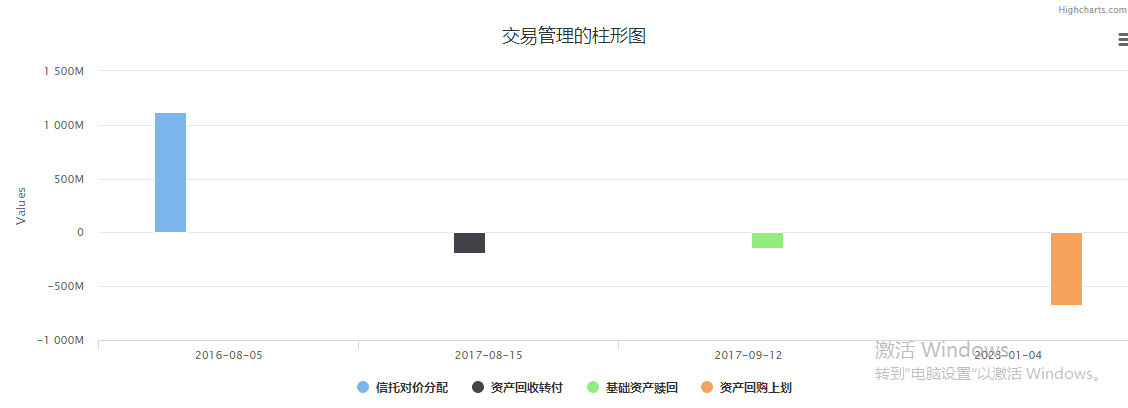 Highcharts.com
交易管理的柱形图
1 500M
1 000M
500M
0
-500M
-1 000M
Values
2016-08-05
2017-08-15
2017-09-12
2028-01-04
信托对价分配
资产回收转付
基础资产赎回
资产回购上划
激活 Windows
转到"电脑设置"以激活 Windows。